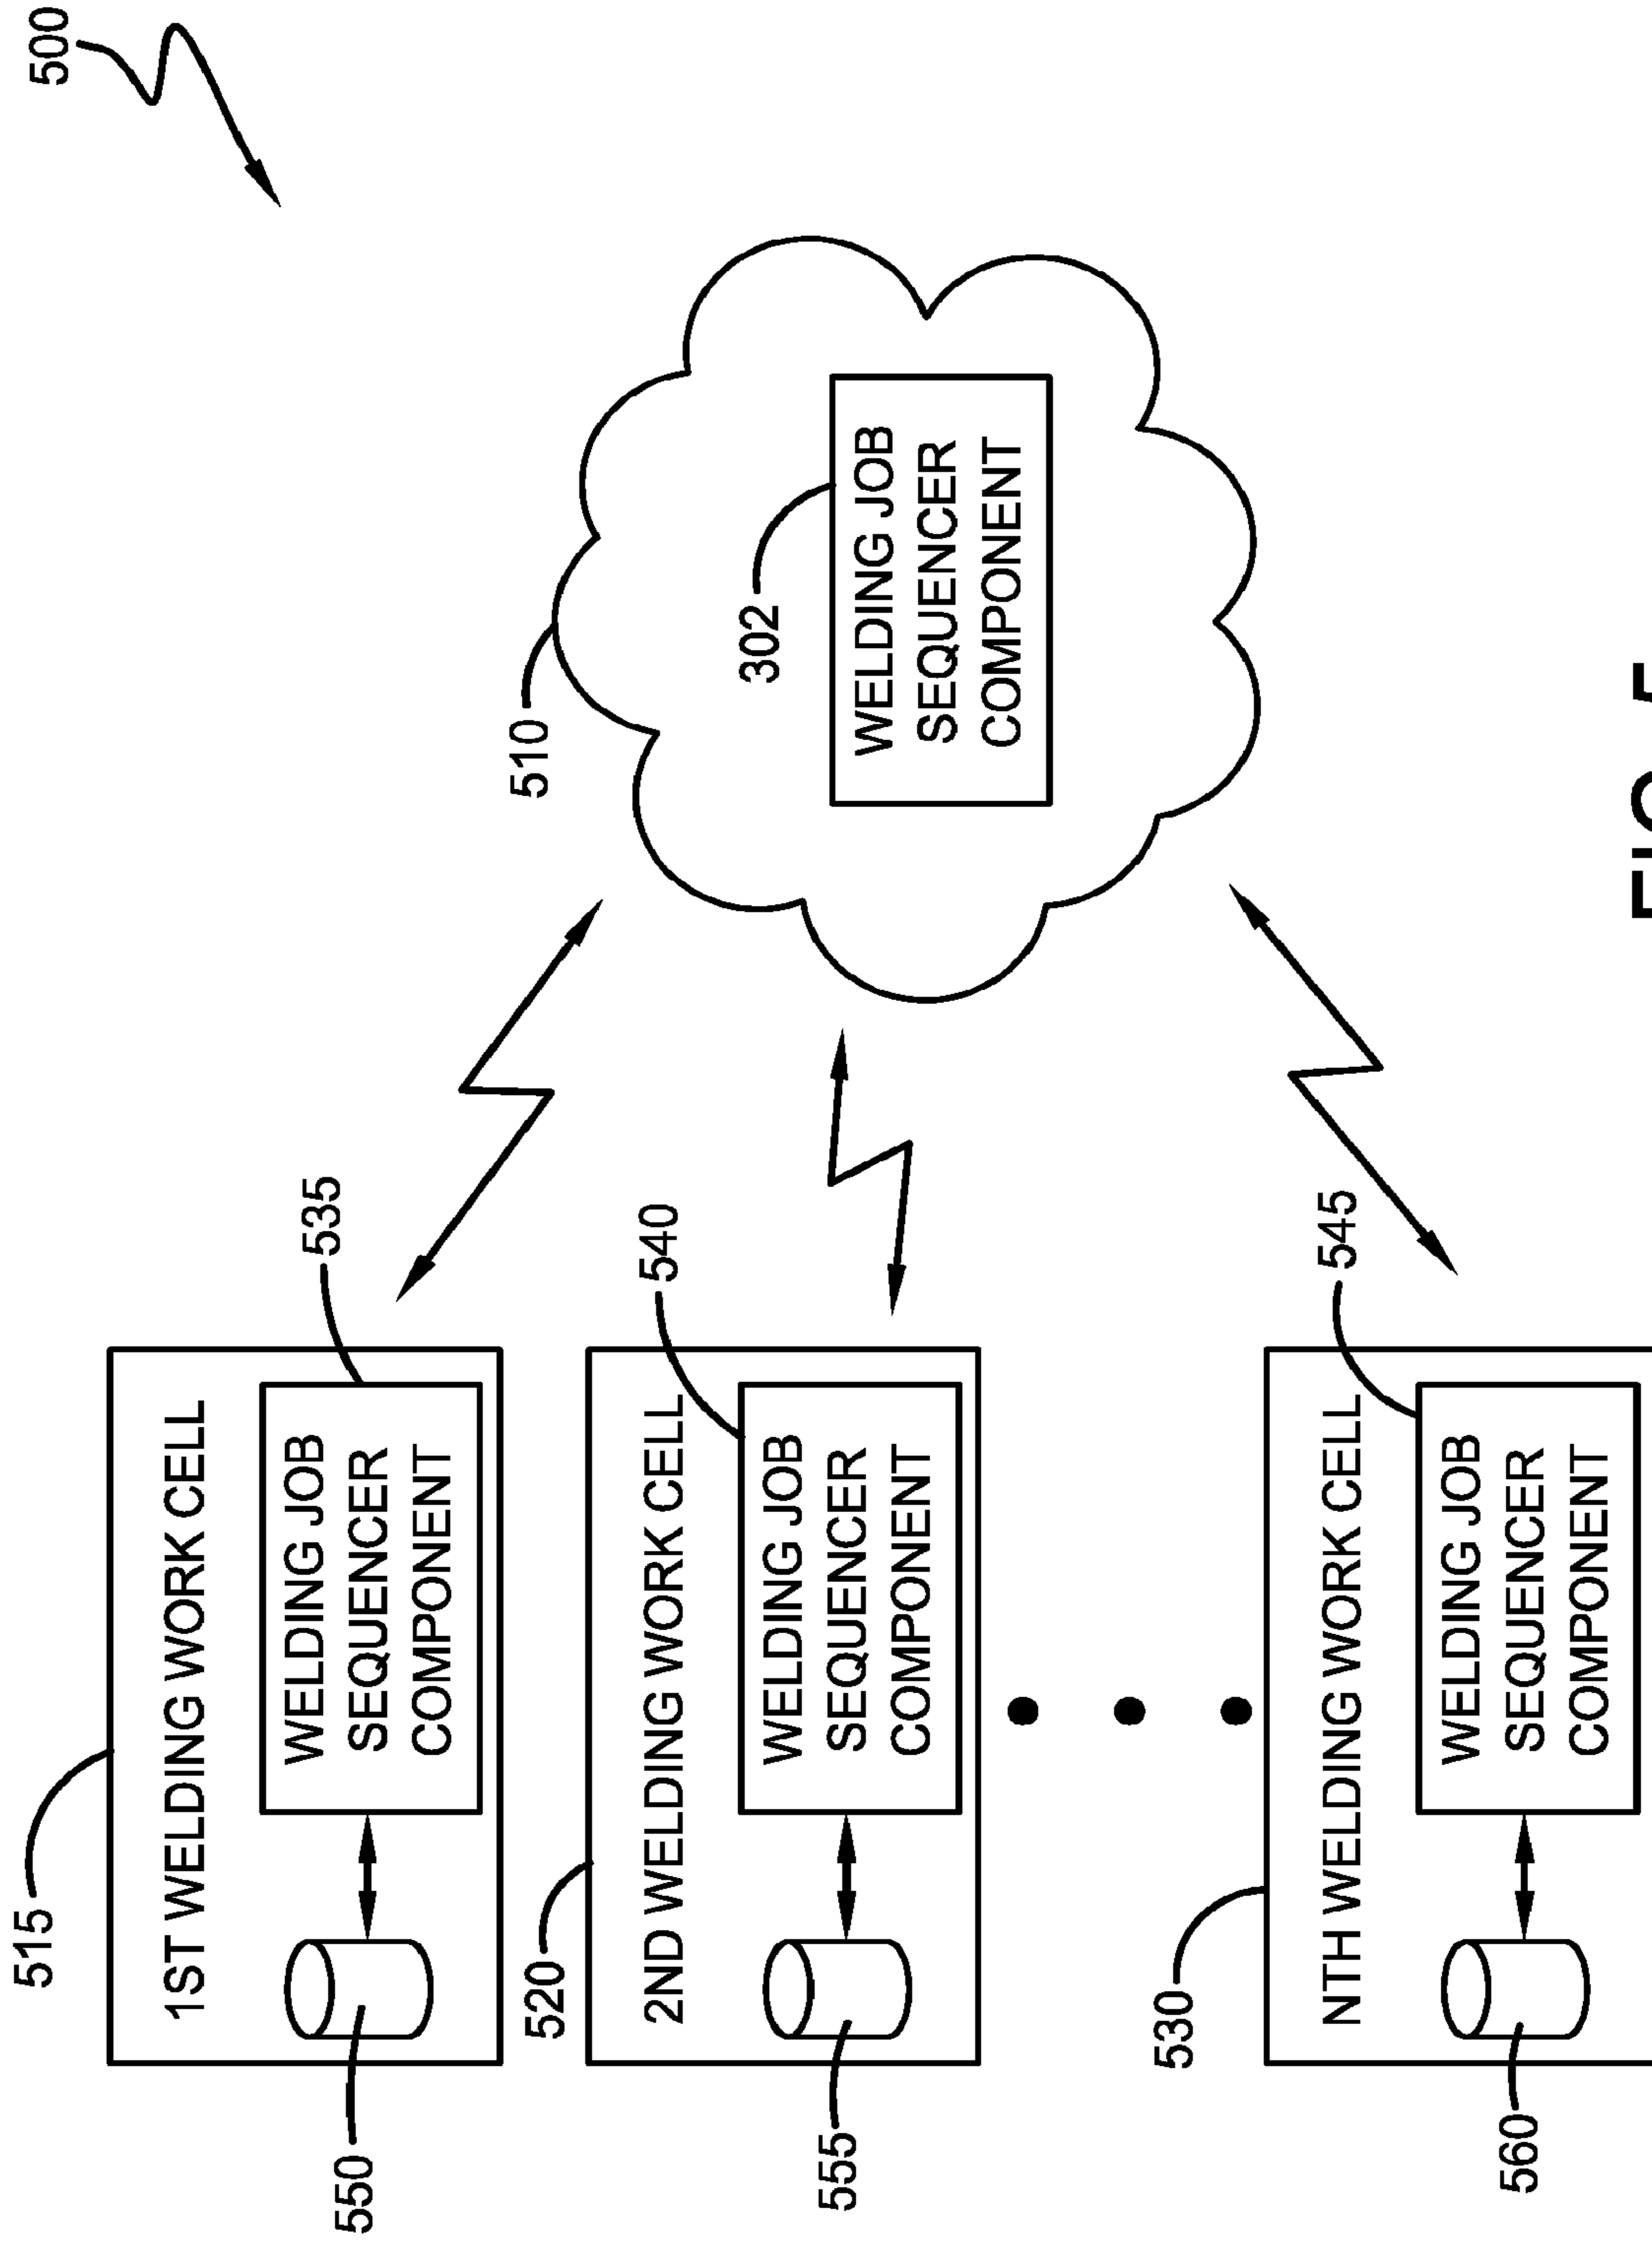 500
515
1ST WELDING WORK CELL
535
WELDING JOB
SEQUENCER
COMPONENT
550
520
2ND WELDING WORK CELL
540
WELDING JOB
SEQUENCER
COMPONENT
555
510
302
WELDING JOB
SEQUENCER
COMPONENT
530
NTH WELDING WORK CELL
545
WELDING JOB
SEQUENCER
COMPONENT
560